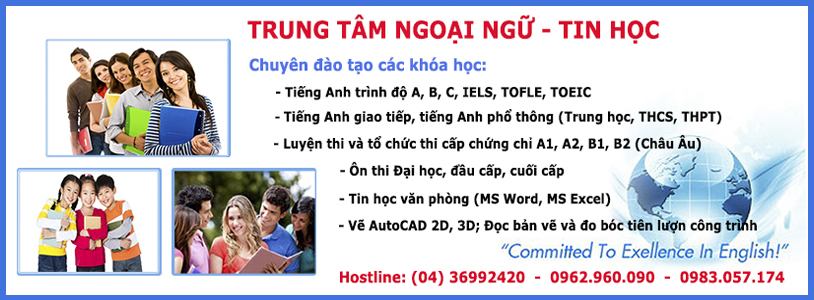 TRUNG TÂM NGOẠI NGỮ - TIN HỌC
Chuyên đào tạo các khóa học:
- Tiếng Anh trình độ A, B, C, IELS, TOFLE, TOEIC
- Tiếng Anh giao tiếp, tiếng Anh phổ thông (Trung học, THCS, THPT)
- Luyện thi và tổ chức thi cấp chứng chỉ A1, A2, B1, B2 (Châu Âu)
- Ôn thi Đại học, đầu cấp, cuối cấp
- Tin học văn phòng (MS Word, MS Excel)
- Vẽ AutoCAD 2D, 3D; Đọc bản vẽ và đo bóc tiên lượn công trình
“Committed To Exellence In English!”
Hostline: (04) 36992420 - 0962.960.090 - 0983.057.174